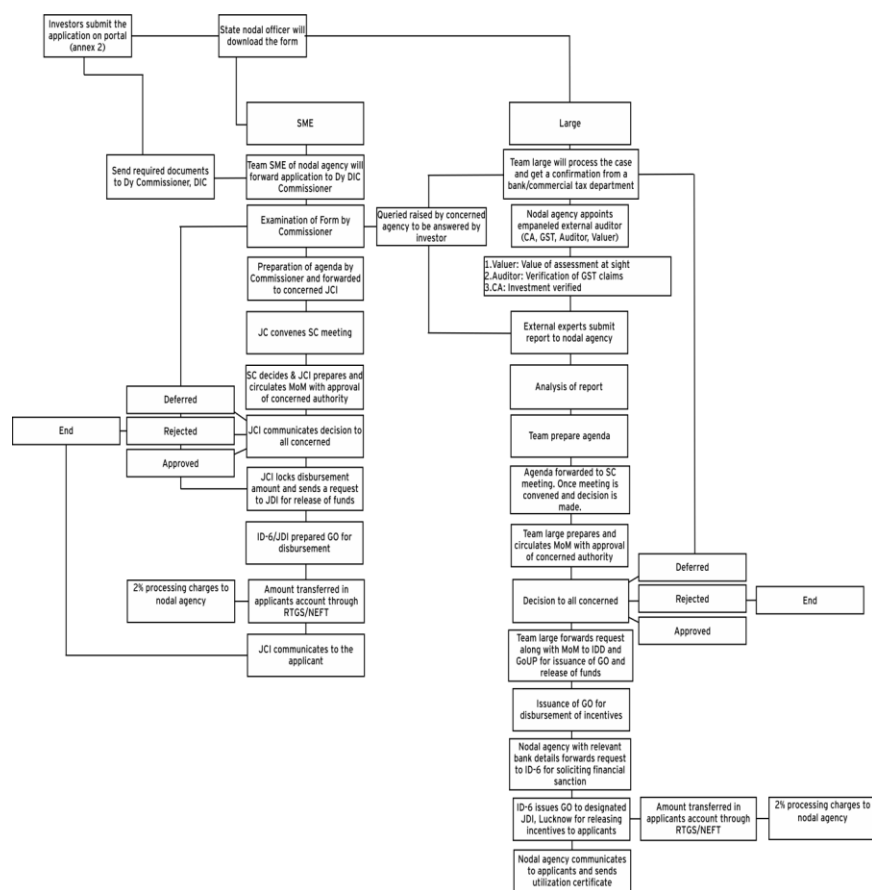 Investors submit the
application on portal
(annex 2)
State nodal officer will
download the form
SME
Large
Send required documents
to Dy Commissioner, DIC
Team SME of nodal agency will
forward application to Dy DIC
Commissioner
Team large will process the case
and get a confirmation from a
bank/commercial tax department
Examination of Form by
Commissioner
Queried raised by concerned
agency to be answered by
investor
Nodal agency appoints
empaneled external auditor
(CA, GST, Auditor, Valuer)
Preparation of agenda by
Commissioner and forwarded
to concerned JCI
1.Valuer: Value of assessment at sight
2.Auditor: Verification of GST claims
3.CA: Investment verified
JC convenes SC meeting
External experts submit
report to nodal agency
SC decides & JCI prepares and
circulates MoM with approval
of concerned authority
Analysis of report
Deferred
End
Rejected
JCI communicates decision to
all concerned
Approved
Team prepare agenda
JCI locks disbursement
amount and sends a request
to JDI for release of funds
Agenda forwarded to SC
meeting. Once meeting is
convened and decision is
made.
ID-6/JDI prepared GO for
disbursement
Team large prepares and
circulates MoM with approval
of concerned authority
2% processing charges to
nodal agency
Amount transferred in
applicants account through
RTGS/NEFT
Decision to all concerned
Deferred
Rejected
End
Approved
JCI communicates to the
applicant
Team large forwards request
along with MoM to IDD and
GoUP for issuance of GO and
release of funds
Issuance of GO for
disbursement of incentives
Nodal agency with relevant
bank details forwards request
to ID-6 for soliciting financial
sanction
ID-6 issues GO to designated
JDI, Lucknow for releasing
incentives to applicants
Amount transferred in
applicants account through
RTGS/NEFT
2% processing charges to
nodal agency
Nodal agency communicates
to applicants and sends
utilization certificate